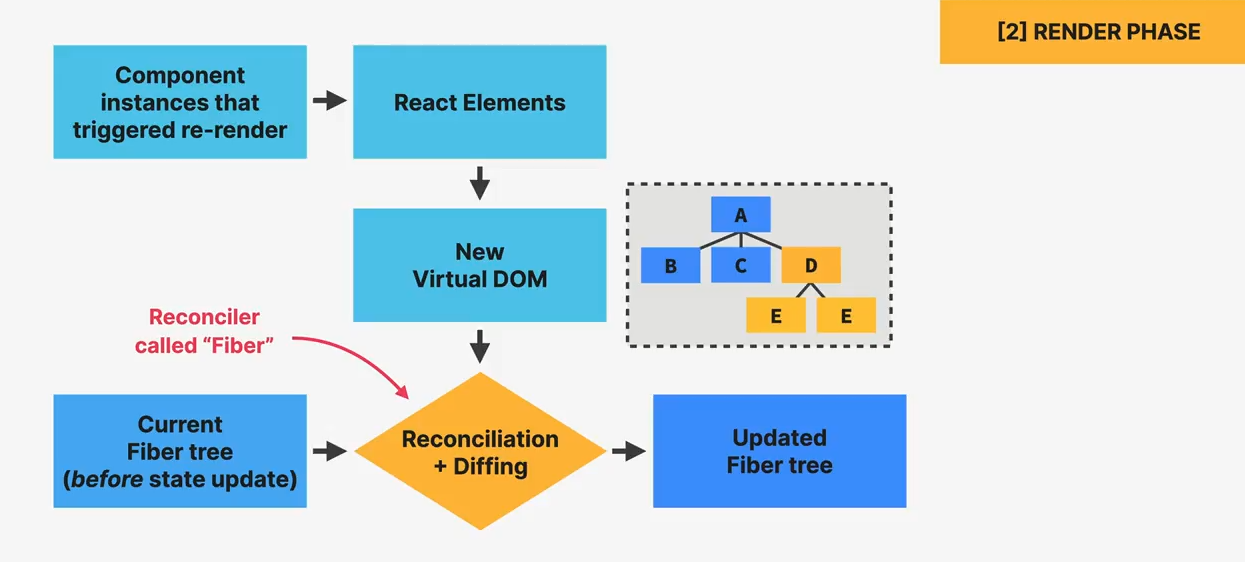 [2] RENDER PHASE
Component
instances that
triggered re-render
React Elements
New
Virtual DOM
A
B
C
D
E
E
Reconciler
called “Fiber”
Current
Fiber tree
(before state update)
Reconciliation
+ Diffing
Updated
Fiber tree